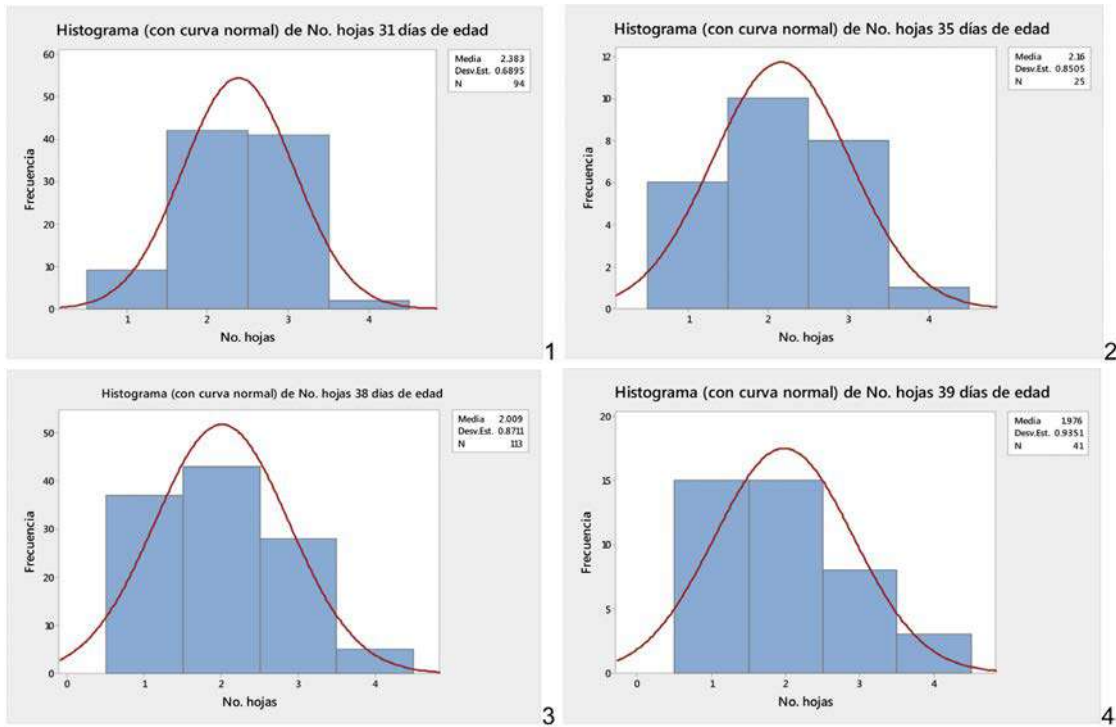 Histograma (con curva normal) de No. hojas 31 días de edad
Media 2.383
Desv.Est. 0.6895
N 94
60
50
40
30
20
10
0
Frecuencia
1 2 3 4
No. hojas
1
Histograma (con curva normal) de No. hojas 35 días de edad
Media 2.16
Desv.Est. 0.8505
N 25
12
10
8
6
4
2
0
Frecuencia
1 2 3 4
No. hojas
2
Histograma (con curva normal) de No. hojas 38 dias de edad
Media 2.009
Desv.Est. 0.8711
N 113
50
40
30
20
10
0
Frecuencia
0 1 2 3 4
No. hojas
3
Histograma (con curva normal) de No. hojas 39 días de edad
Media 1.976
Desv.Est. 0.9351
N 41
20
15
10
5
0
Frecuencia
0 1 2 3 4
No. hojas
4